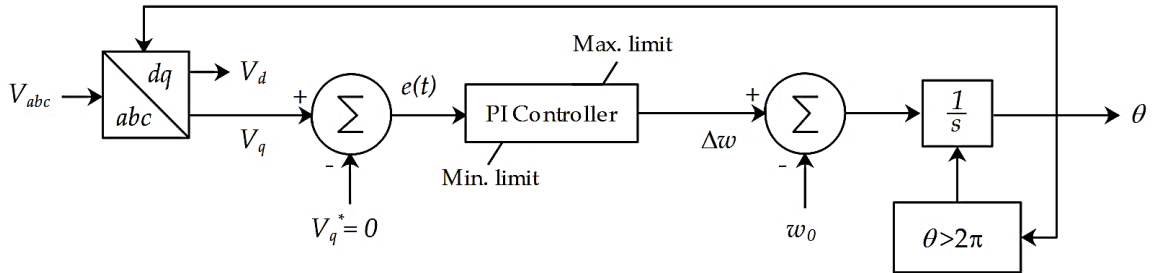 Max. limit
dq
V_d
V_abc
e(t)
abc
+
Σ
PI Controller
+
Σ
1/s
θ
V_q
Δw
-
Min. limit
-
V_q^* = 0
w_0
θ>2π